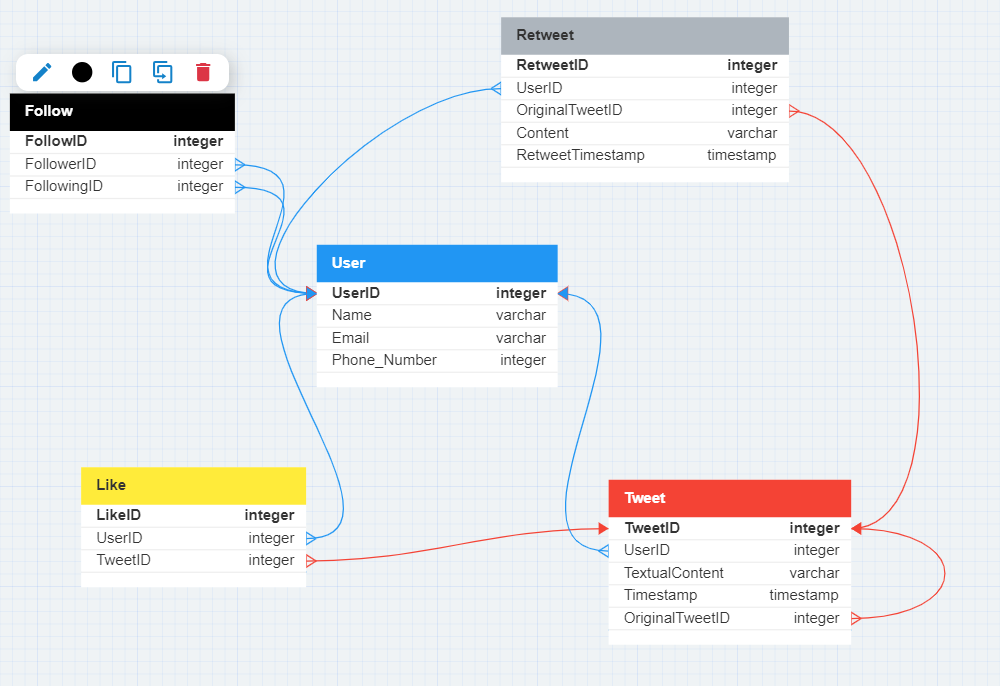 Retweet
RetweetID integer
UserID integer
OriginalTweetID integer
Content varchar
RetweetTimestamp timestamp
Follow
FollowID integer
FollowerID integer
FollowingID integer
User
UserID integer
Name varchar
Email varchar
Phone_Number integer
Like
LikeID integer
UserID integer
TweetID integer
Tweet
TweetID integer
UserID integer
TextualContent varchar
Timestamp timestamp
OriginalTweetID integer